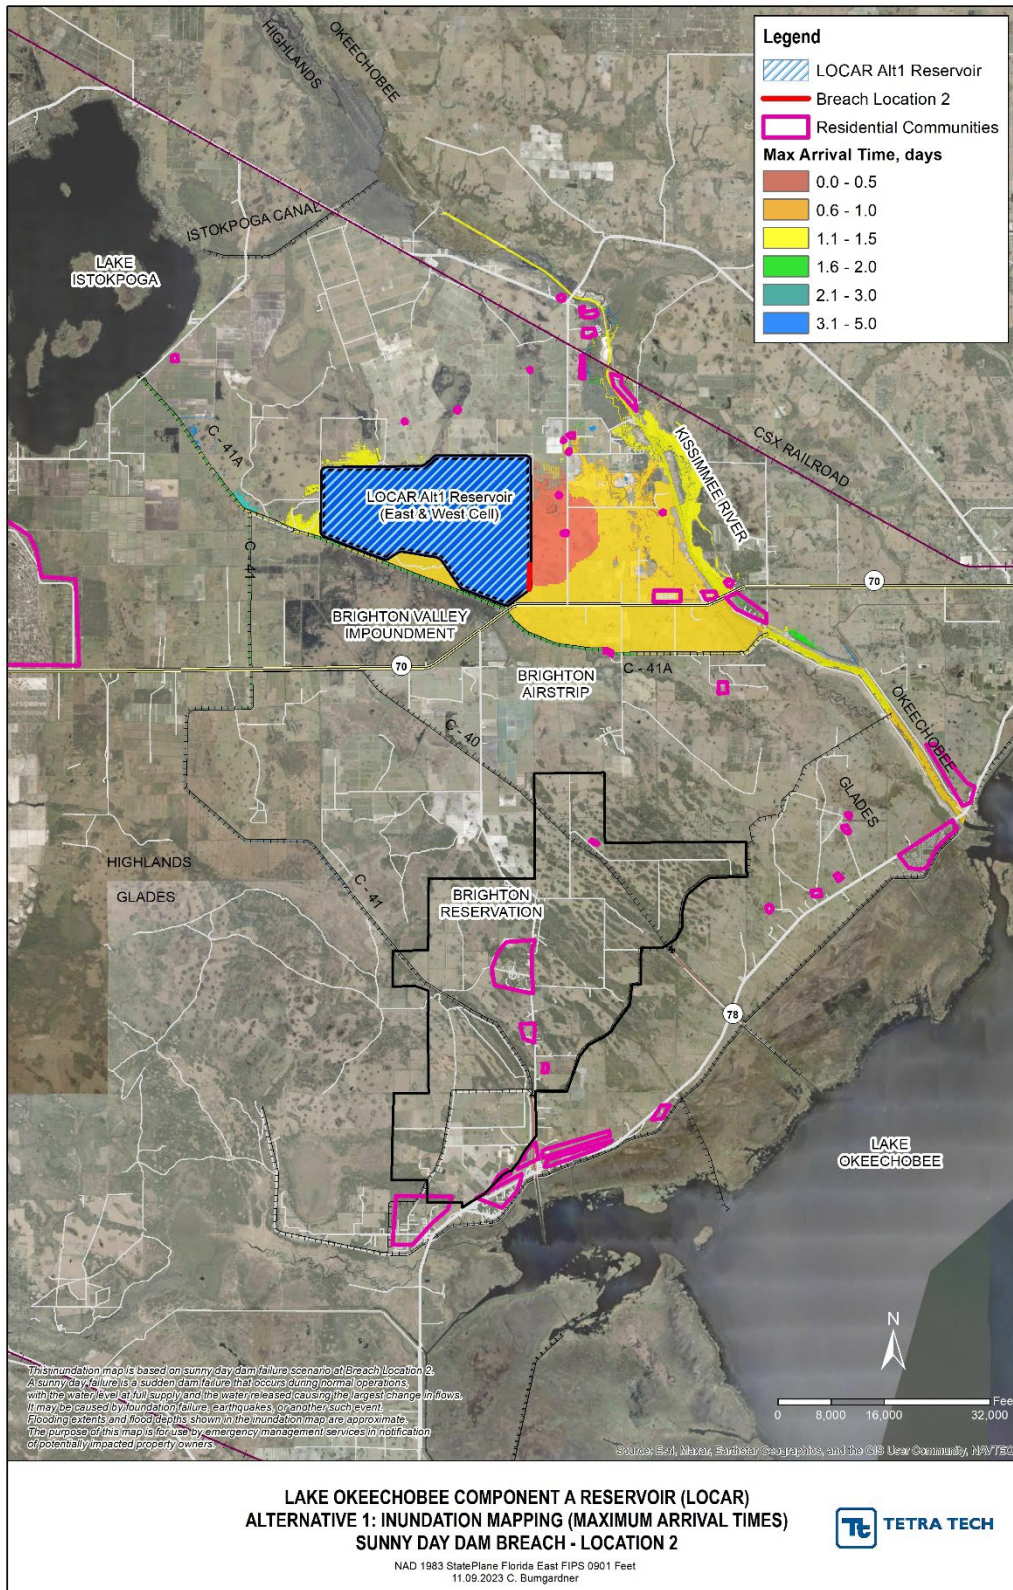 Legend
LOCAR Alt1 Reservoir
Breach Location 2
Residential Communities
Max Arrival Time, days
0.0 - 0.5
0.6 - 1.0
1.1 - 1.5
1.6 - 2.0
2.1 - 3.0
3.1 - 5.0
HIGHLANDS
OKEECHOBEE
ISTOKPOGA CANAL
LAKE
ISTOKPOGA
C - 41A
CSX RAILROAD
KISSIMMEE RIVER
LOCAR Alt1 Reservoir
(East & West Cell)
C - 41
70
BRIGHTON VALLEY
IMPOUNDMENT
70
C - 41A
BRIGHTON
AIRSTRIP
C - 40
OKEECHOBEE
GLADES
HIGHLANDS
GLADES
C - 41
BRIGHTON
RESERVATION
78
LAKE
OKEECHOBEE
N
This inundation map is based on sunny day dam failure scenario at Breach Location 2.
A sunny day failure is a sudden dam failure that occurs during normal operations,
with the water level at full supply and the water released causing the largest change in flows.
It may be caused by foundation failure, earthquakes, or another such event.
Flooding extents and flood depths shown in the inundation map are approximate.
The purpose of this map is for use by emergency management services in notification
of potentially impacted property owners.
Feet
0 8,000 16,000 32,000
Source: Esri, Maxar, Earthstar Geographics, and the GIS User Community, NAVTEQ
LAKE OKEECHOBEE COMPONENT A RESERVOIR (LOCAR)
ALTERNATIVE 1: INUNDATION MAPPING (MAXIMUM ARRIVAL TIMES)
SUNNY DAY DAM BREACH - LOCATION 2
NAD 1983 StatePlane Florida East FIPS 0901 Feet
11.09.2023 C. Bumgardner
Tt TETRA TECH